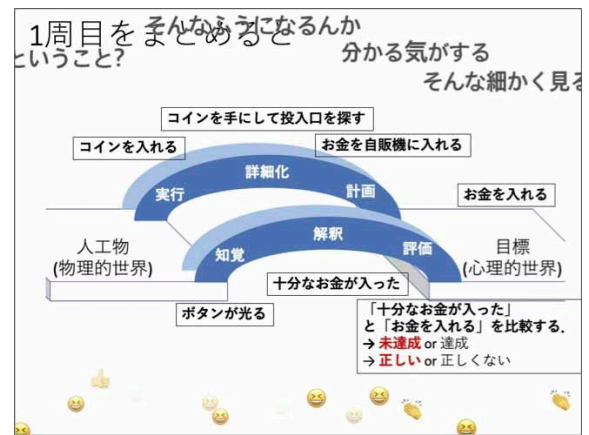 1周目をまとめると
そんなふうになるんか
ということ?
分かる気がする
そんな細かく見る
コインを手にして投入口を探す
コインを入れる
お金を自販機に入れる
詳細化
実行
計画
お金を入れる
人工物
(物理的世界)
解釈
知覚
評価
目標
(心理的世界)
十分なお金が入った
ボタンが光る
「十分なお金が入った」
と「お金を入れる」を比較する.
→ 未達成 or 達成
→ 正しい or 正しくない